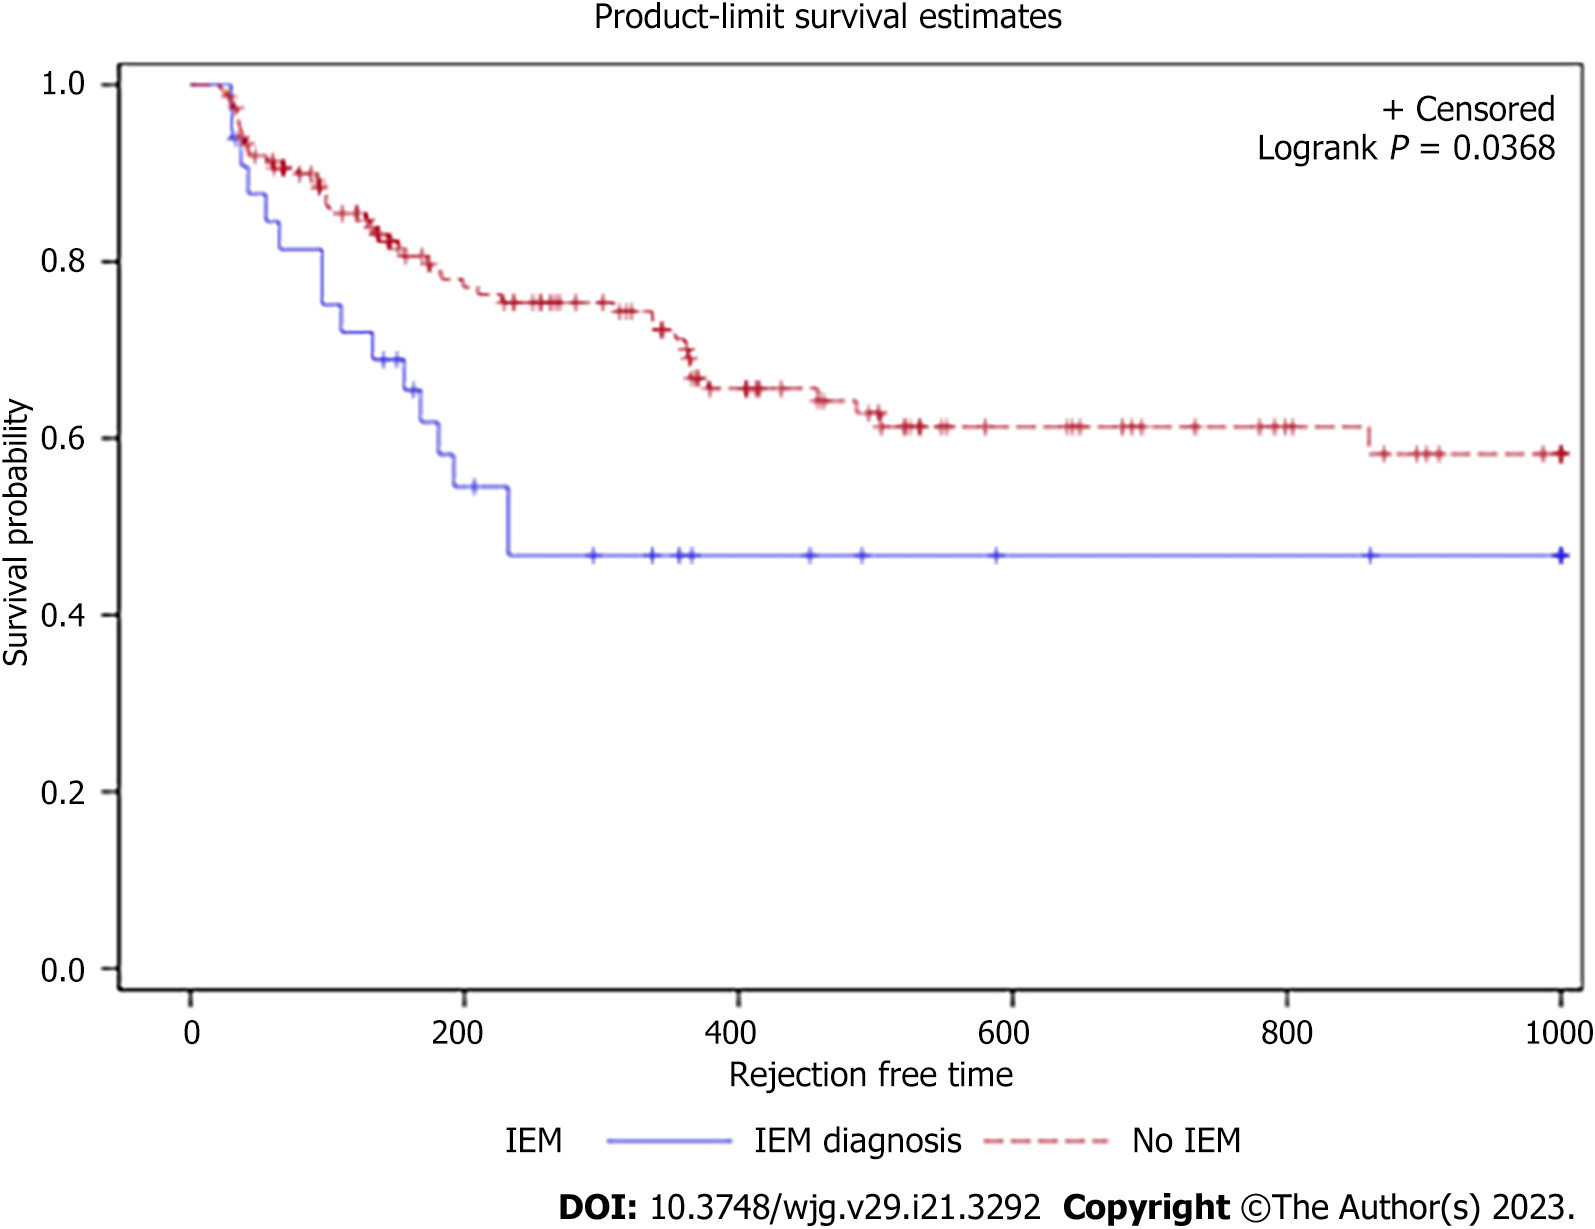 Product-limit survival estimates
+ Censored
Logrank P = 0.0368
Survival probability
1.0
0.8
0.6
0.4
0.2
0.0
0 200 400 600 800 1000
Rejection free time
IEM IEM diagnosis No IEM
DOI: 10.3748/wjg.v29.i21.3292 Copyright ©The Author(s) 2023.